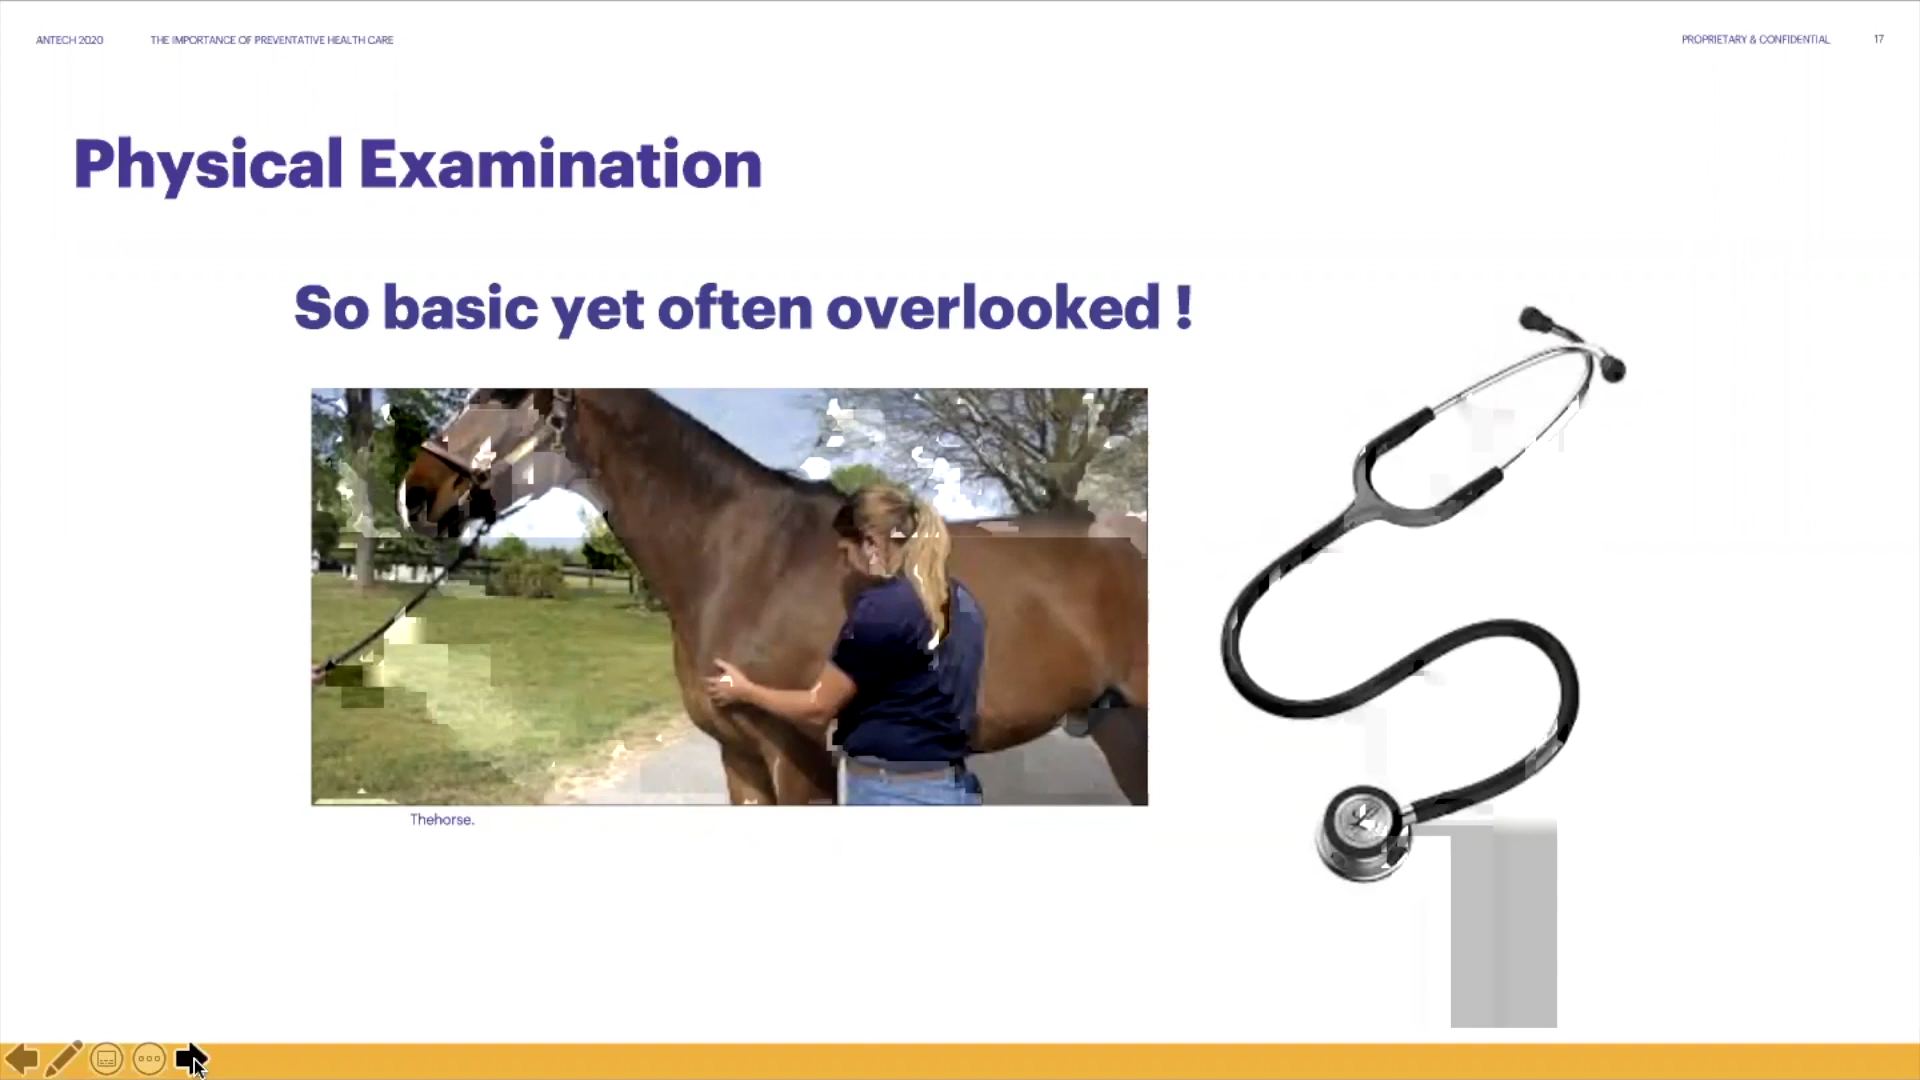 ANTECH 2020 THE IMPORTANCE OF PREVENTATIVE HEALTH CARE PROPRIETARY & CONFIDENTIAL 17
Physical Examination
So basic yet often overlooked !
Thehorse.